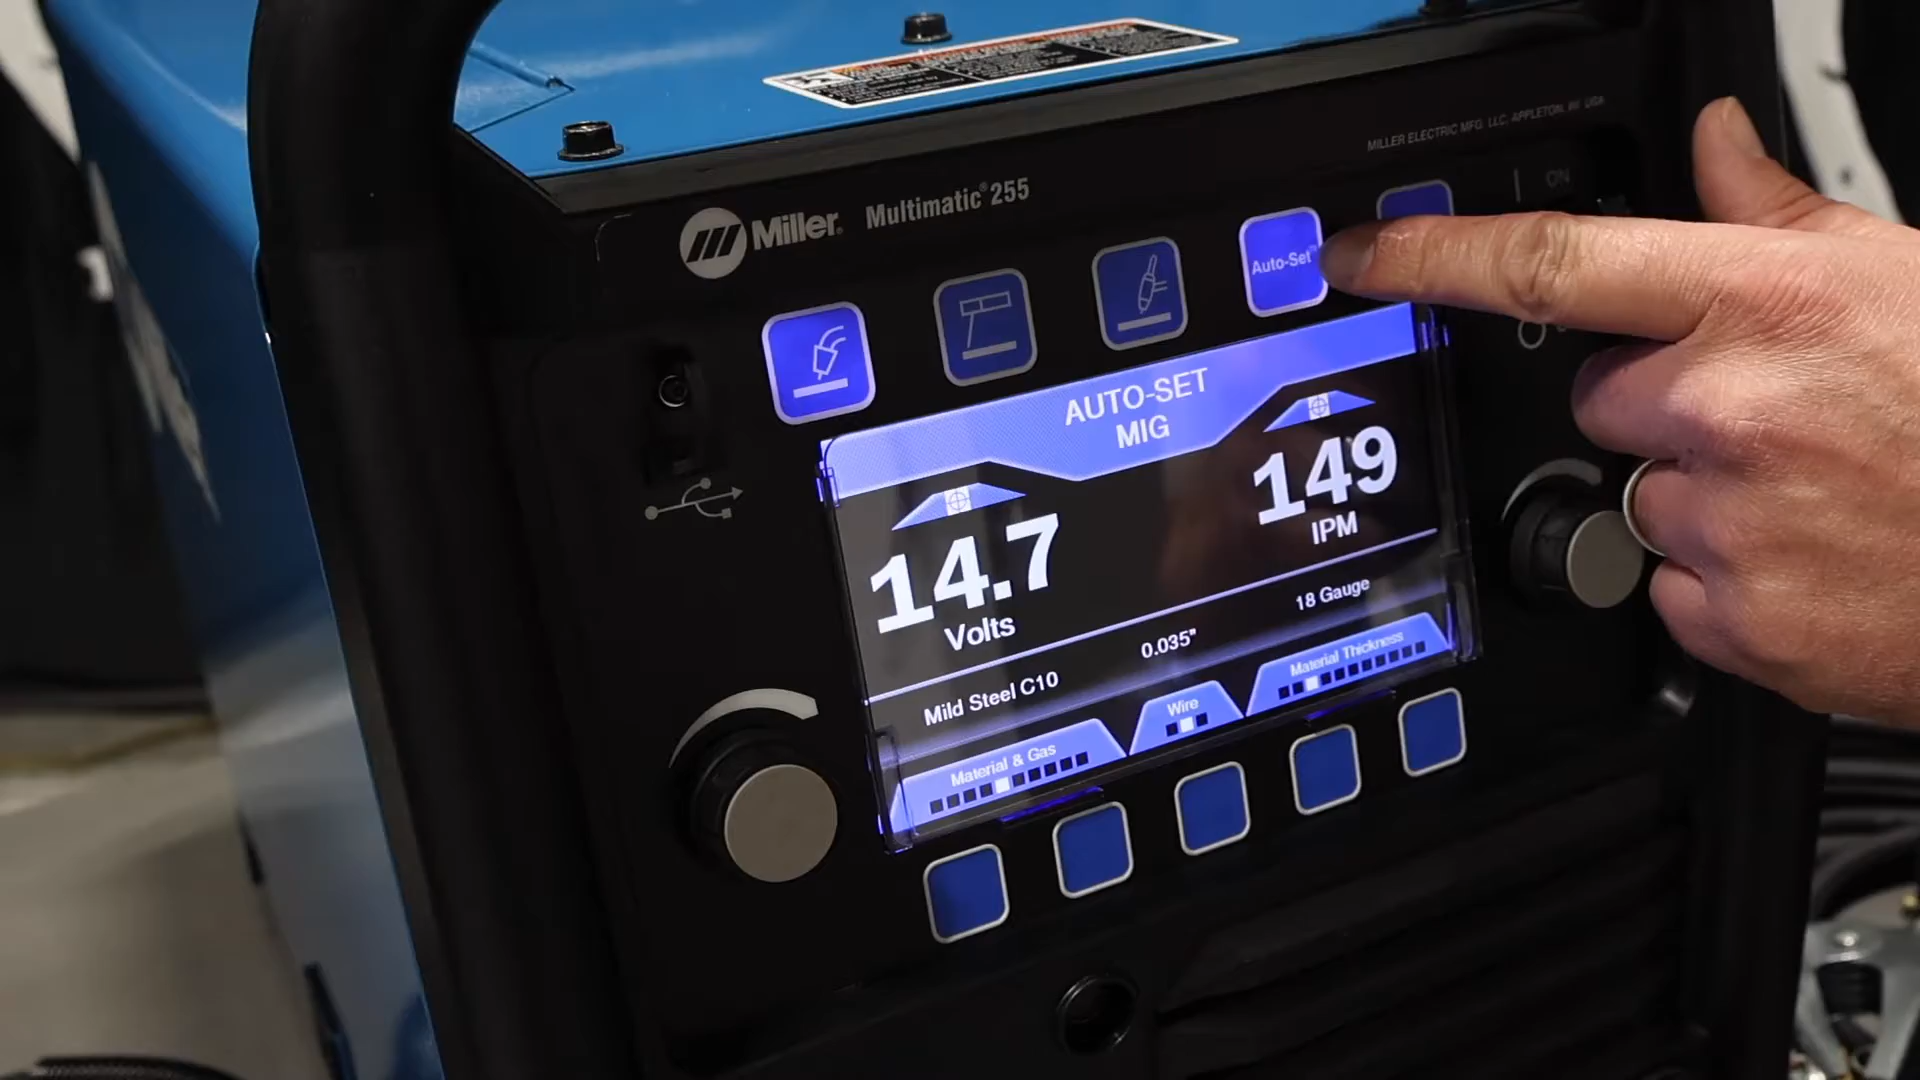 MILLER ELECTRIC MFG. LLC, APPLETON, WI USA
ON
Miller® Multimatic® 255
Auto-Set™
AUTO-SET
MIG
14.7
Volts
149
IPM
Mild Steel C10
0.035"
18 Gauge
Material & Gas
Wire
Material Thickness